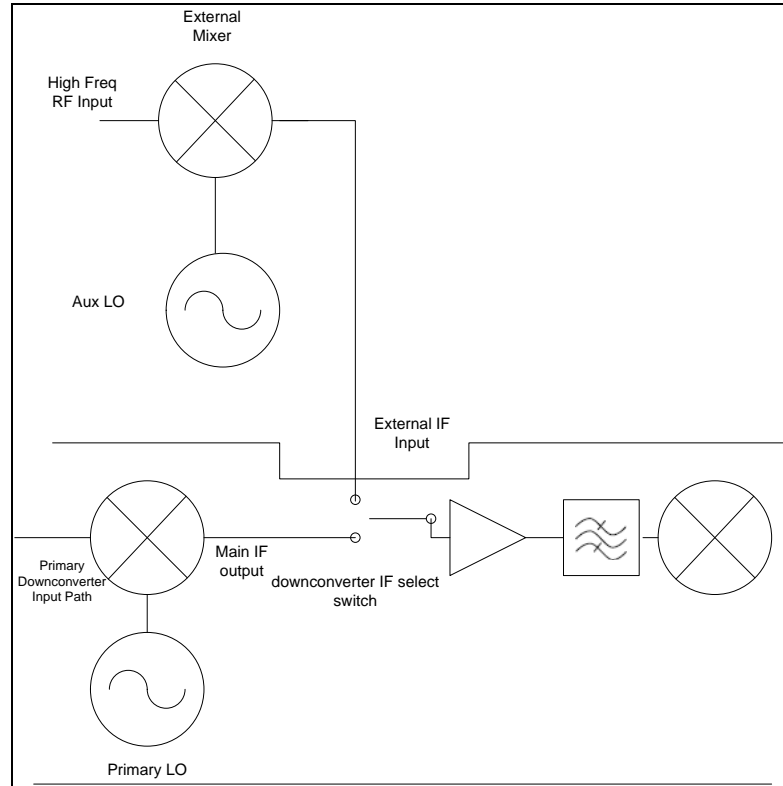 External
Mixer
High Freq
RF Input
Aux LO
External IF
Input
Primary
Downconverter
Input Path
Main IF
output
downconverter IF select
switch
Primary LO